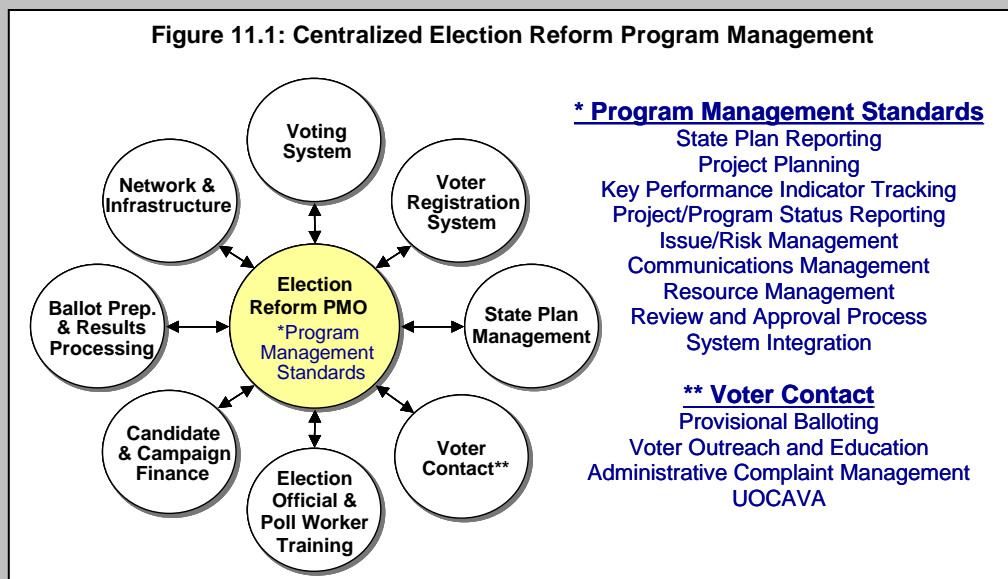 Figure 11.1: Centralized Election Reform Program Management
Voting
System
Voter
Registration
System
Network &
Infrastructure
Election
Reform PMO
*Program
Management
Standards
Ballot Prep.
& Results
Processing
State Plan
Management
Candidate
& Campaign
Finance
Voter
Contact**
Election
Official &
Poll Worker
Training
* Program Management Standards
State Plan Reporting
Project Planning
Key Performance Indicator Tracking
Project/Program Status Reporting
Issue/Risk Management
Communications Management
Resource Management
Review and Approval Process
System Integration
** Voter Contact
Provisional Balloting
Voter Outreach and Education
Administrative Complaint Management
UOCAVA